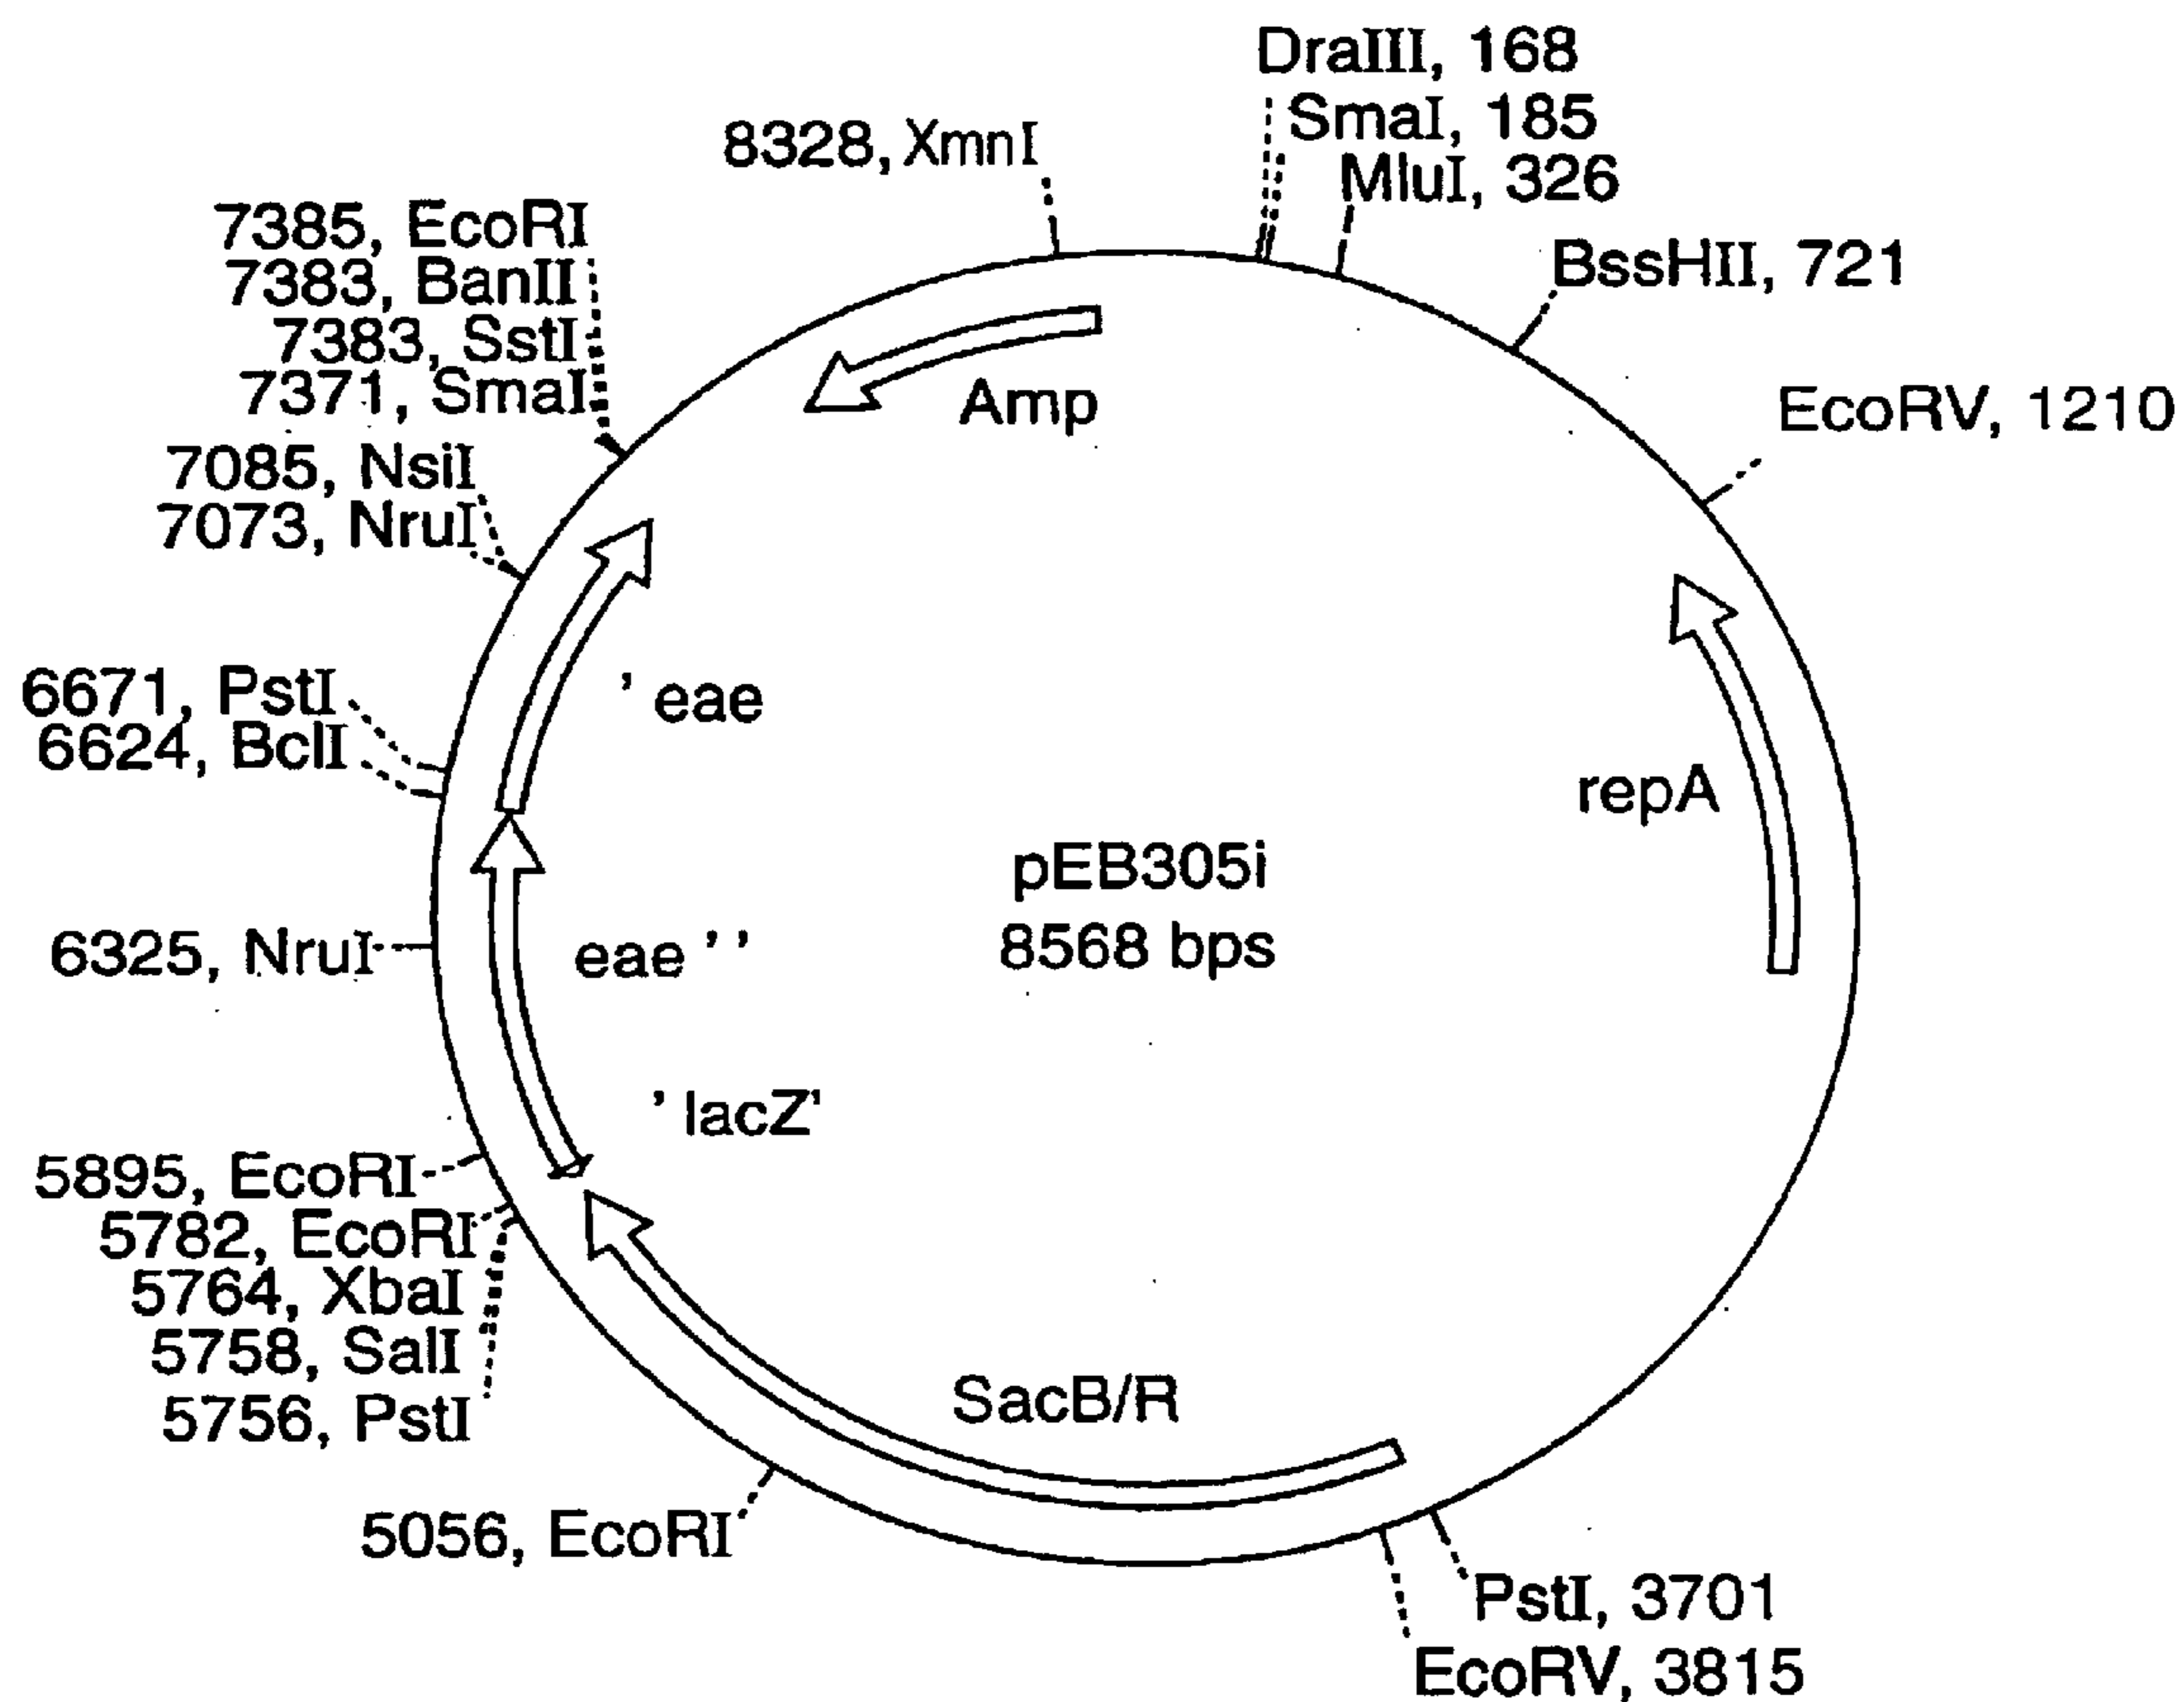 DraIII, 168
SmaI, 185
MluI, 326
8328, XmnI
BssHII, 721
7385, EcoRI
7383, BanII
7383, SstI
7371, SmaI
EcoRV, 1210
Amp
7085, NsiI
7073, NruI
6671, PstI
6624, BclI
' eae
repA
pEB305i
8568 bps
6325, NruI
eae ' '
' lacZ'
5895, EcoRI
5782, EcoRI
5764, XbaI
5758, SalI
5756, PstI
SacB/R
5056, EcoRI
PstI, 3701
EcoRV, 3815